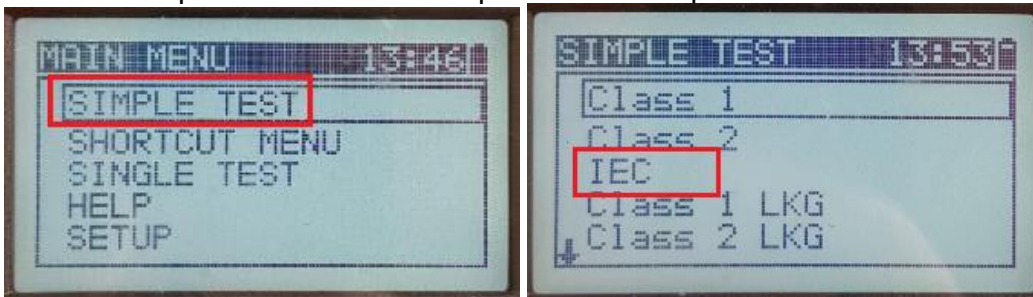 MAIN MENU 13:46
SIMPLE TEST
SHORTCUT MENU
SINGLE TEST
HELP
SETUP
SIMPLE TEST 13:53
Class 1
Class 2
IEC
Class 1 LKG
Class 2 LKG